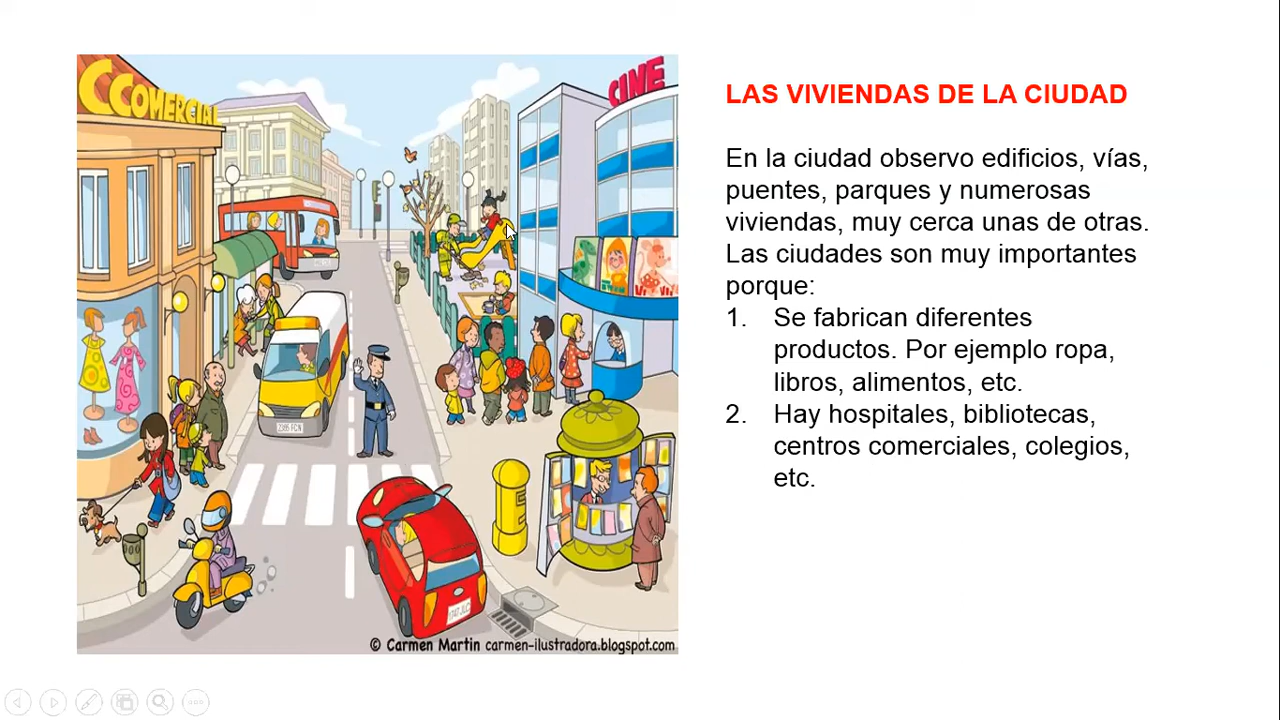 CCOMERCIAL
CINE
LAS VIVIENDAS DE LA CIUDAD
En la ciudad observo edificios, vías,
puentes, parques y numerosas
viviendas, muy cerca unas de otras.
Las ciudades son muy importantes
porque:
1. Se fabrican diferentes
productos. Por ejemplo ropa,
libros, alimentos, etc.
2. Hay hospitales, bibliotecas,
centros comerciales, colegios,
etc.
© Carmen Martin carmen-ilustradora.blogspot.com